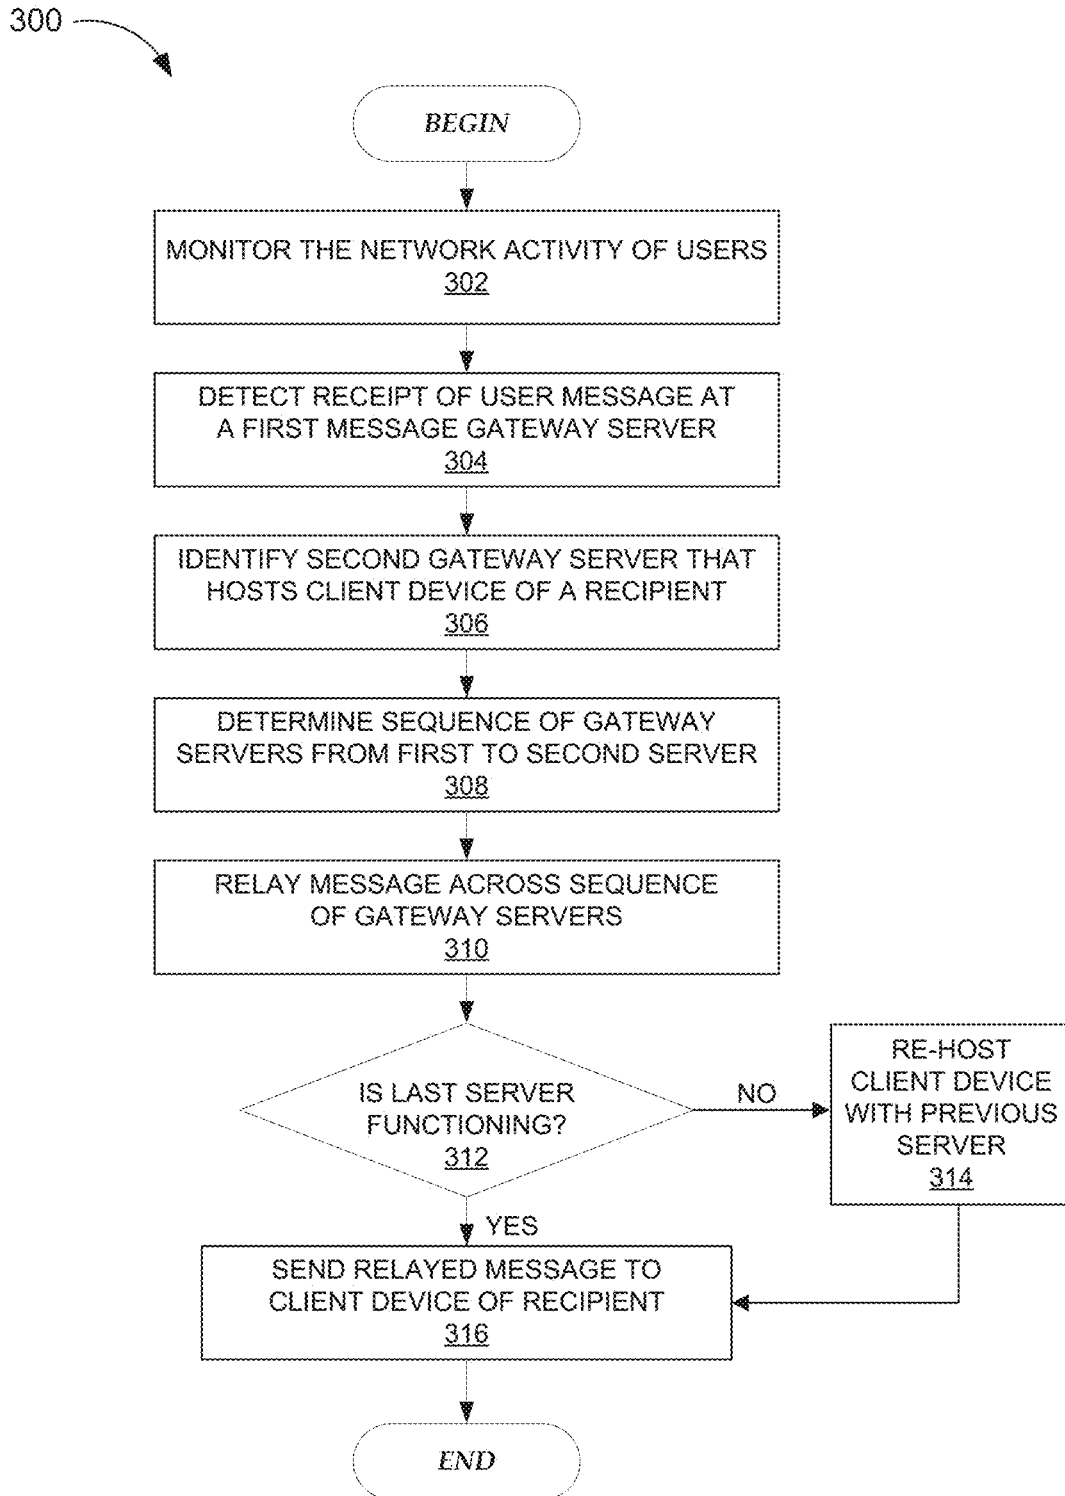 300
BEGIN
MONITOR THE NETWORK ACTIVITY OF USERS
302
DETECT RECEIPT OF USER MESSAGE AT
A FIRST MESSAGE GATEWAY SERVER
304
IDENTIFY SECOND GATEWAY SERVER THAT
HOSTS CLIENT DEVICE OF A RECIPIENT
306
DETERMINE SEQUENCE OF GATEWAY
SERVERS FROM FIRST TO SECOND SERVER
308
RELAY MESSAGE ACROSS SEQUENCE
OF GATEWAY SERVERS
310
IS LAST SERVER
FUNCTIONING?
312
NO
RE-HOST
CLIENT DEVICE
WITH PREVIOUS
SERVER
314
YES
SEND RELAYED MESSAGE TO
CLIENT DEVICE OF RECIPIENT
316
END